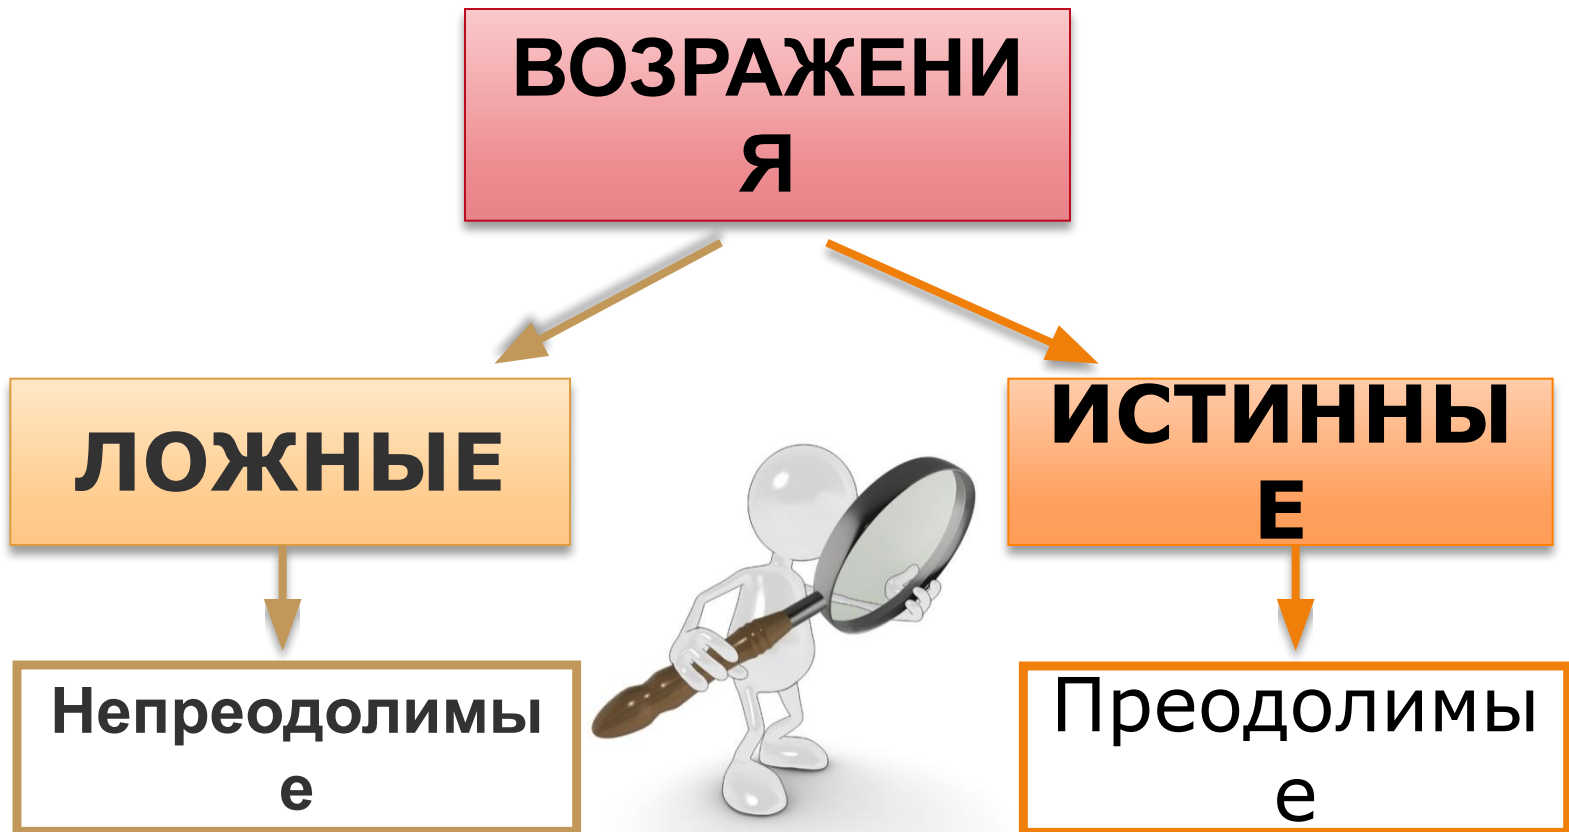 ВОЗРАЖЕНИ
Я
ЛОЖНЫЕ
ИСТИННЫ
Е
Непреодолимы
е
Преодолимы
е